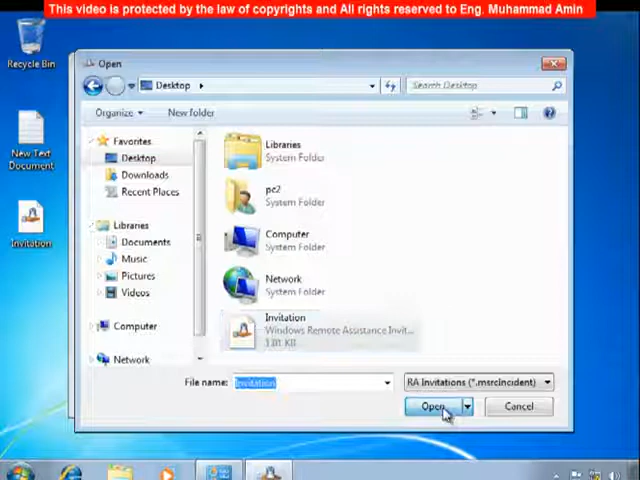 This video is protected by the law of copyrights and All rights reserved to Eng. Muhammad Amin
Recycle Bin
New Text
Document
Invitation
Open
Desktop
Search Desktop
Organize
New folder
Favorites
Desktop
Downloads
Recent Places
Libraries
Documents
Music
Pictures
Videos
Computer
Network
Libraries
System Folder
pc2
System Folder
Computer
System Folder
Network
System Folder
Invitation
Windows Remote Assistance Invit...
3.81 KB
File name:
Invitation
RA Invitations (*.msrcincident)
Open
Cancel